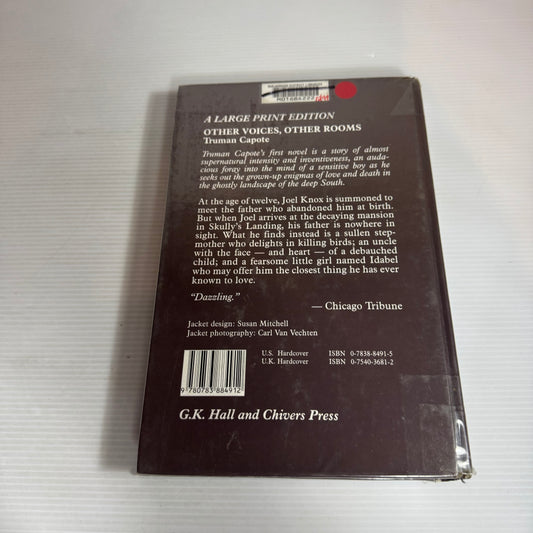 M0168A222
A LARGE PRINT EDITION
OTHER VOICES, OTHER ROOMS
Truman Capote
Truman Capote's first novel is a story of almost
supernatural intensity and inventiveness, an auda-
cious foray into the mind of a sensitive boy as he
seeks out the grown-up enigmas of love and death in
the ghostly landscape of the deep South.
At the age of twelve, Joel Knox is summoned to
meet the father who abandoned him at birth.
But when Joel arrives at the decaying mansion
in Skully's Landing, his father is nowhere in
sight. What he finds instead is a sullen step-
mother who delights in killing birds; an uncle
with the face — and heart — of a debauched
child; and a fearsome little girl named Idabel
who may offer him the closest thing he has ever
known to love.
"Dazzling."
— Chicago Tribune
Jacket design: Susan Mitchell
Jacket photography: Carl Van Vechten
U.S. Hardcover ISBN 0-7838-8491-5
U.K. Hardcover ISBN 0-7540-3681-2
9 780783 884912
G.K. Hall and Chivers Press